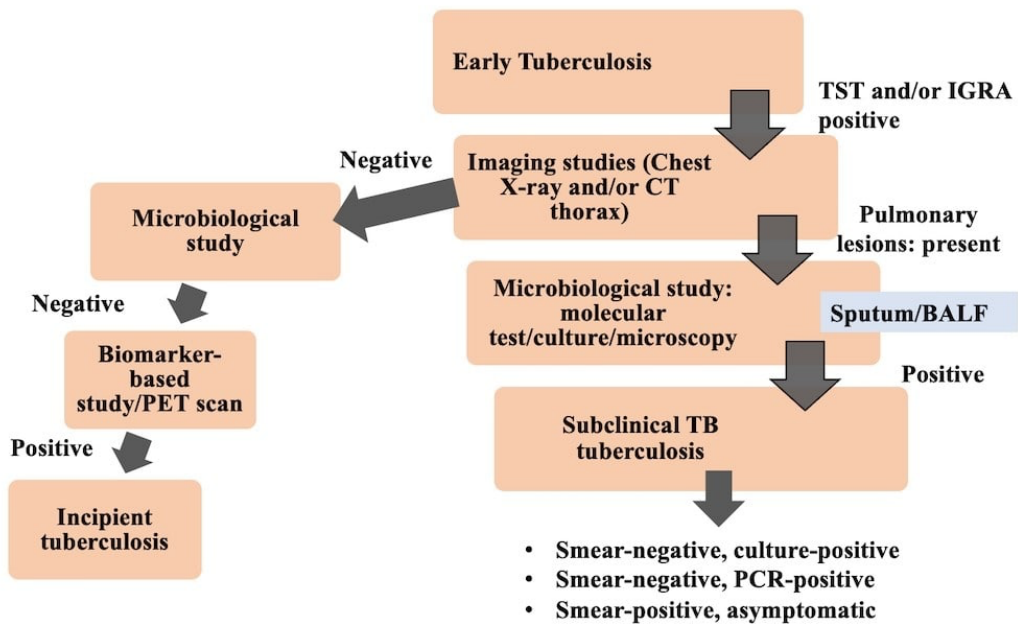 Early Tuberculosis
TST and/or IGRA
positive
Negative
Imaging studies (Chest
X-ray and/or CT
thorax)
Microbiological
study
Pulmonary
lesions: present
Negative
Microbiological study:
molecular
test/culture/microscopy
Sputum/BALF
Biomarker-
based
study/PET scan
Positive
Positive
Subclinical TB
tuberculosis
Incipient
tuberculosis
• Smear-negative, culture-positive
• Smear-negative, PCR-positive
• Smear-positive, asymptomatic